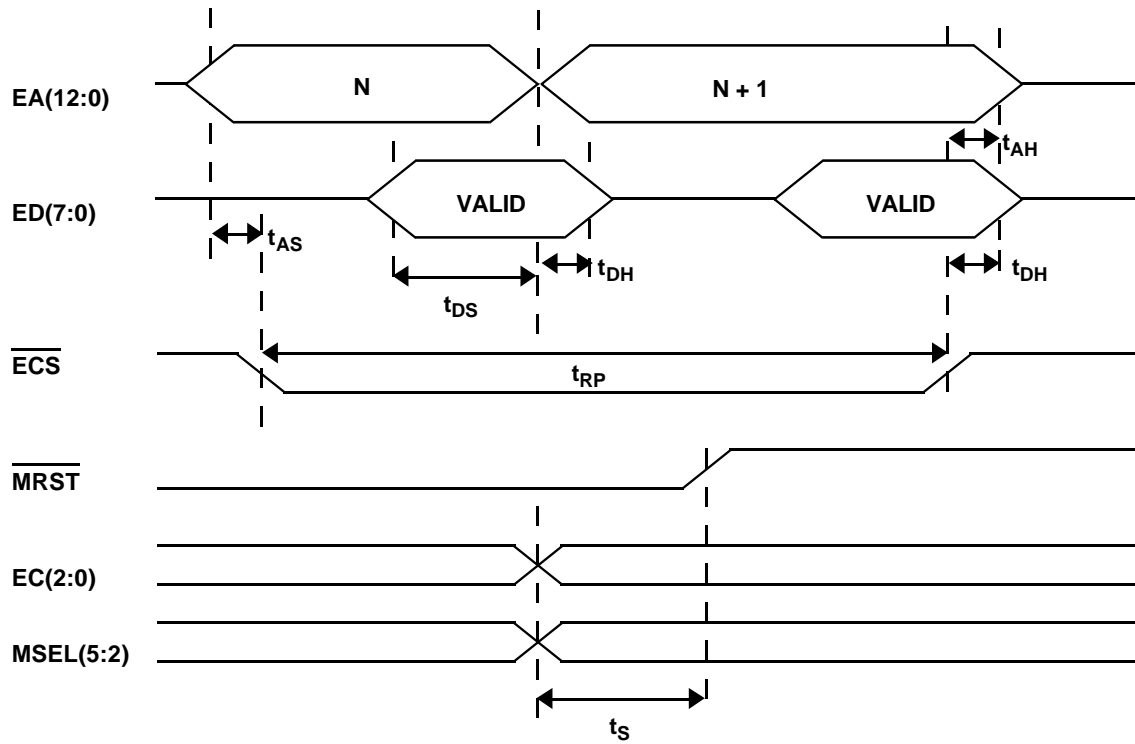 EA(12:0)
N
N + 1
tAH
ED(7:0)
VALID
VALID
tAS
tDS
tDH
tDH
ECS
tRP
MRST
EC(2:0)
MSEL(5:2)
tS